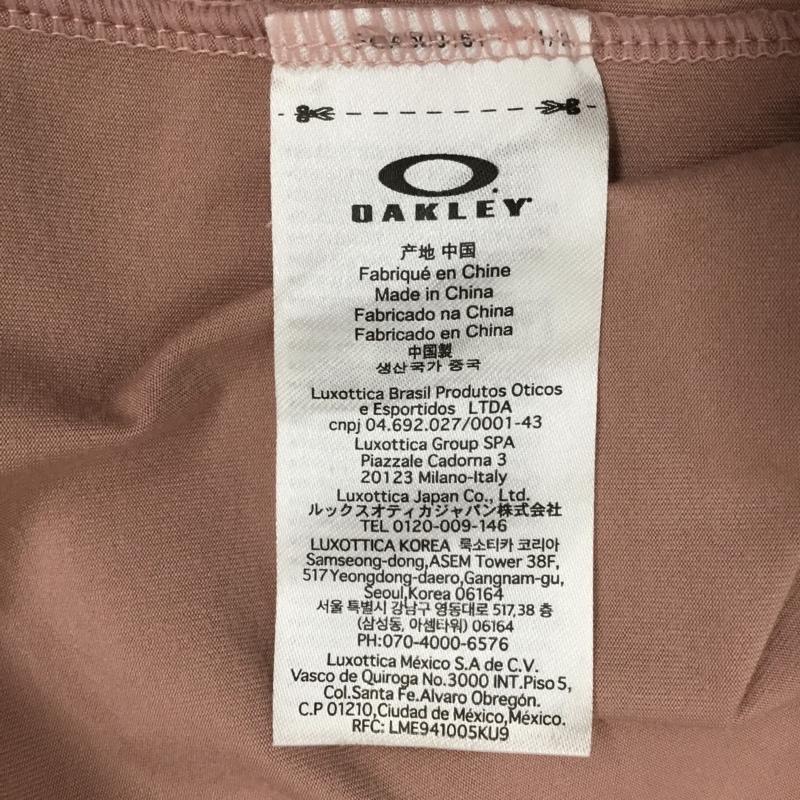 OAKLEY
产地 中国
Fabriqué en Chine
Made in China
Fabricado na China
Fabricado en China
中国製
생산국가 중국
Luxottica Brasil Produtos Oticos
e Esportidos LTDA
cnpj 04.692.027/0001-43
Luxottica Group SPA
Piazzale Cadorna 3
20123 Milano-Italy
Luxottica Japan Co., Ltd.
ルックスオティカジャパン株式会社
TEL 0120-009-146
LUXOTTICA KOREA 룩소티카 코리아
Samseong-dong,ASEM Tower 38F,
517Yeongdong-daero,Gangnam-gu,
Seoul,Korea 06164
서울 특별시 강남구 영동대로 517,38 층
(삼성동, 아셈타워) 06164
PH:070-4000-6576
Luxottica México S.A de C.V.
Vasco de Quiroga No.3000 INT.Piso 5,
Col.Santa Fe.Alvaro Obregón.
C.P 01210,Ciudad de México,México.
RFC: LME941005KU9